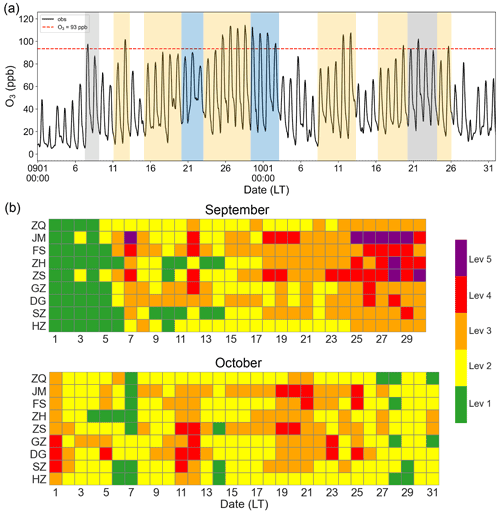 (a)
obs
O₃ = 93 ppb
O₃ (ppb)
120
100
80
60
40
20
0
0901 6 11 16 21 26 1001 6 11 16 21 26 31
00:00 00:00
Date (LT)
(b)
September
ZQ
JM
FS
ZH
ZS
GZ
DG
SZ
HZ
1 3 5 7 9 11 13 15 17 19 21 23 25 27 29
October
ZQ
JM
FS
ZH
ZS
GZ
DG
SZ
HZ
1 3 5 7 9 11 13 15 17 19 21 23 25 27 29 31
Date (LT)
Lev 5
Lev 4
Lev 3
Lev 2
Lev 1